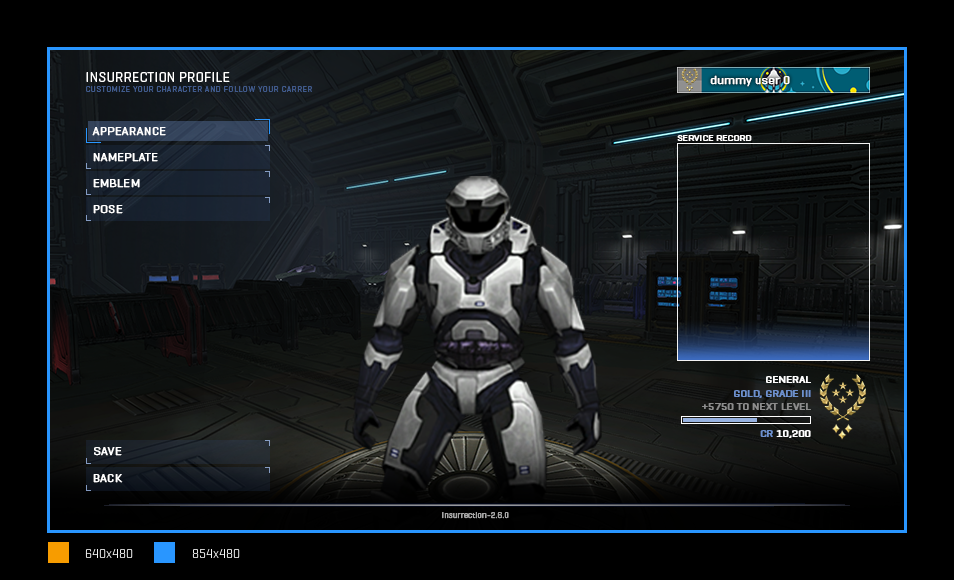 INSURRECTION PROFILE
CUSTOMIZE YOUR CHARACTER AND FOLLOW YOUR CARRER
dummy user 0
APPEARANCE
NAMEPLATE
EMBLEM
POSE
SERVICE RECORD
GENERAL
GOLD, GRADE III
+5750 TO NEXT LEVEL
CR 10,200
SAVE
BACK
Insurrection-2.6.0
640x480
854x480